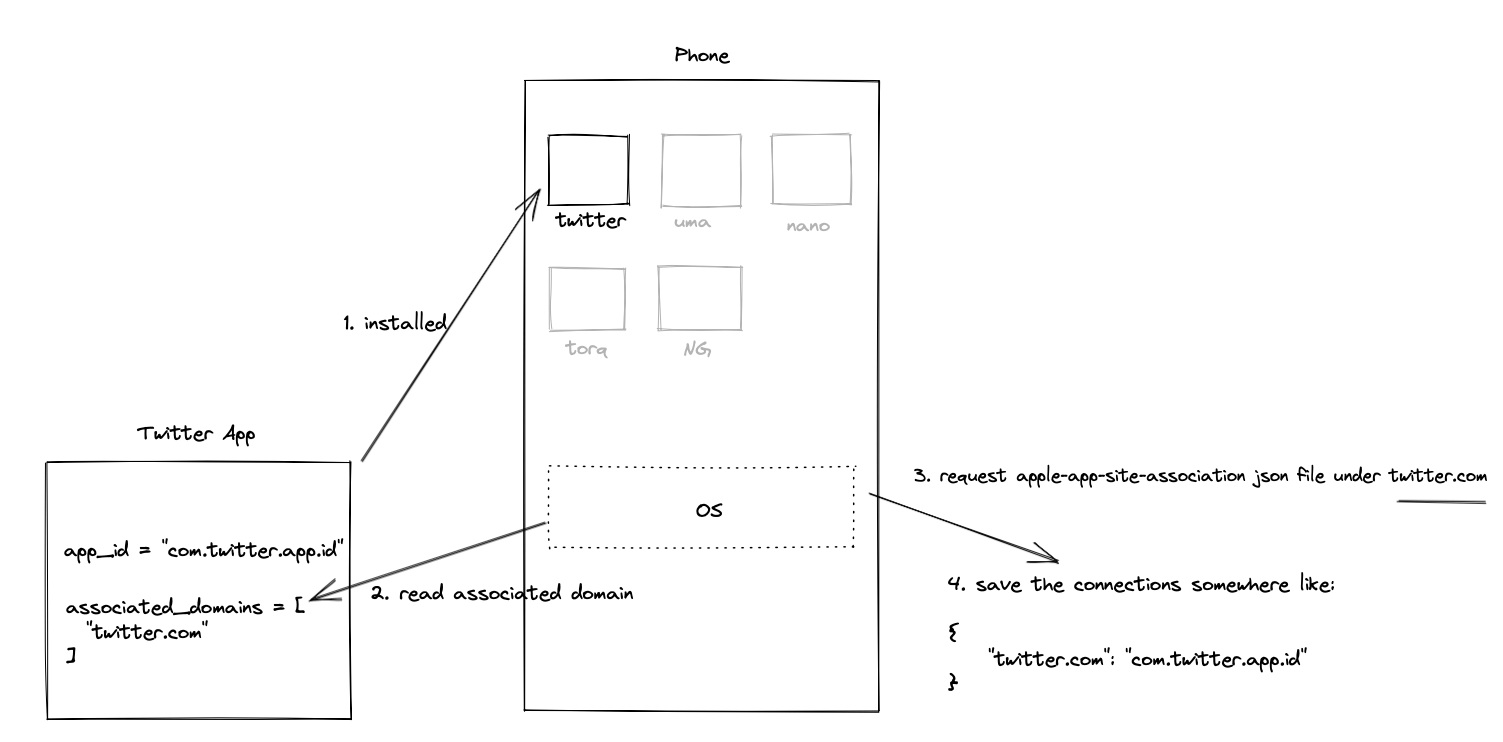 Phone
twitter
uma
nano
torq
NG
1. installed
Twitter App
app_id = "com.twitter.app.id"
associated_domains = [
"twitter.com"
]
OS
2. read associated domain
3. request apple-app-site-association json file under twitter.com
4. save the connections somewhere like:
{
"twitter.com": "com.twitter.app.id"
}